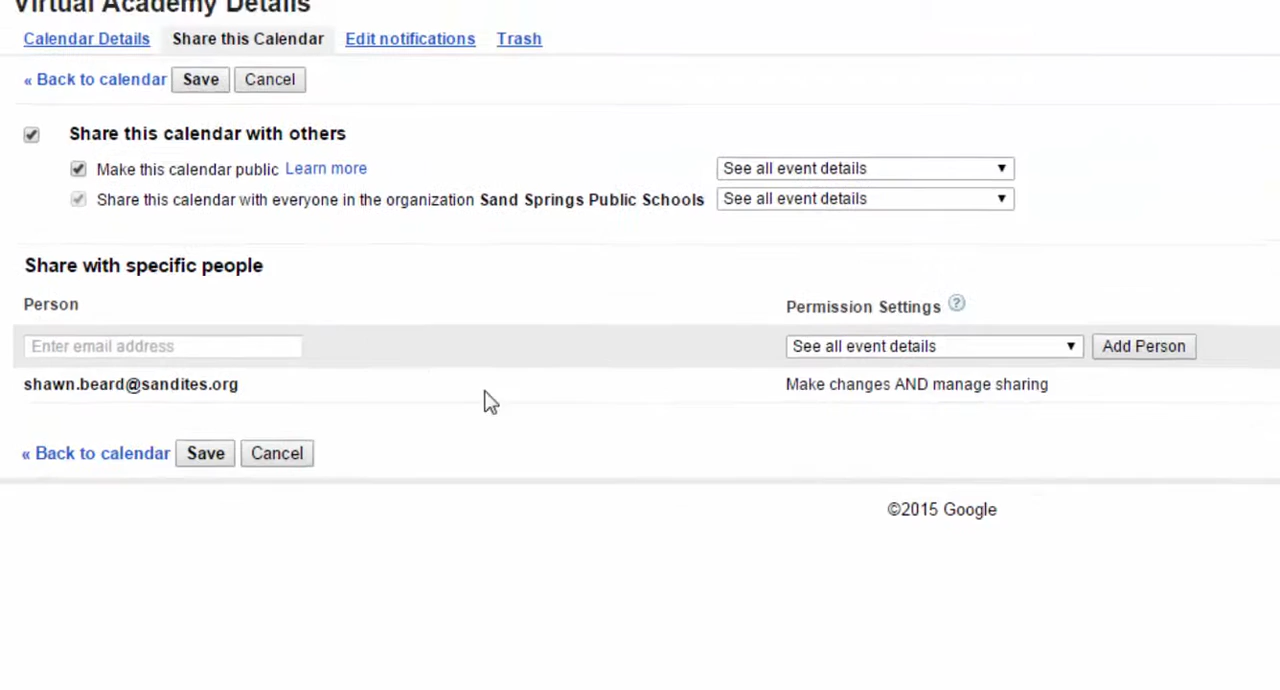 Virtual Academy Details
Calendar Details Share this Calendar Edit notifications Trash
« Back to calendar Save Cancel
Share this calendar with others
Make this calendar public Learn more See all event details
Share this calendar with everyone in the organization Sand Springs Public Schools See all event details
Share with specific people
Person Permission Settings ?
Enter email address See all event details Add Person
shawn.beard@sandites.org Make changes AND manage sharing
« Back to calendar Save Cancel
©2015 Google